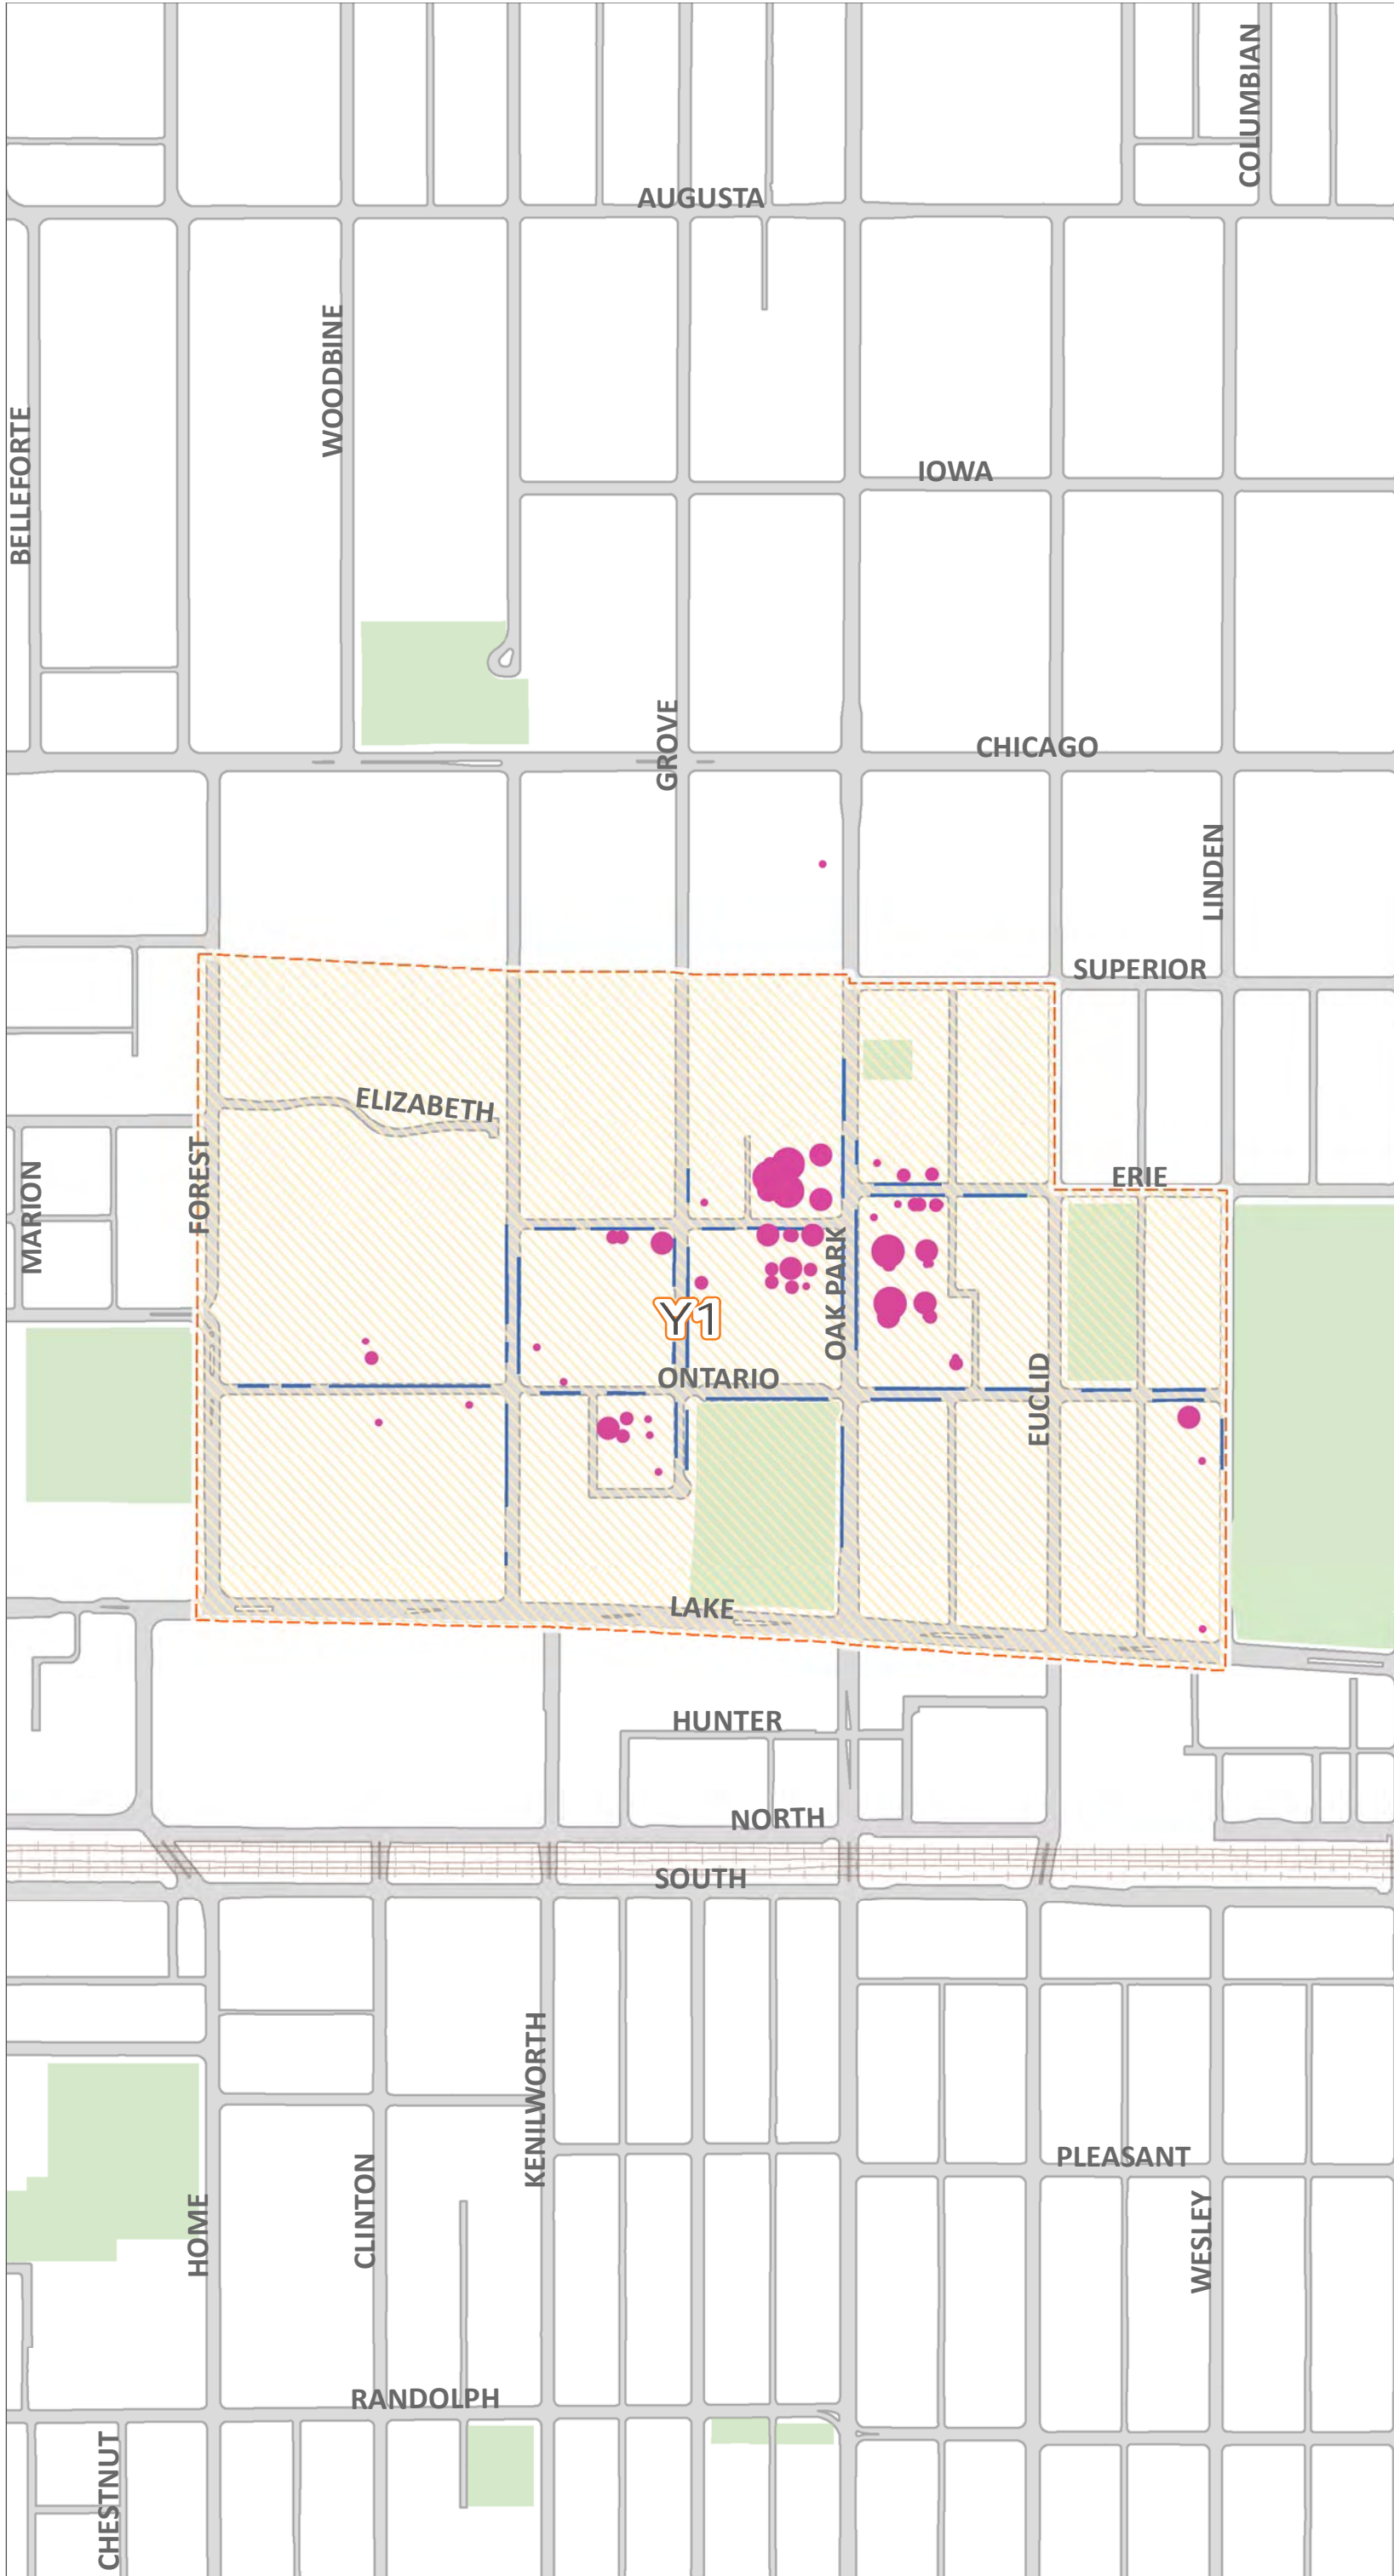 COLUMBIAN
AUGUSTA
WOODBINE
BELLEFORTE
IOWA
GROVE
CHICAGO
LINDEN
SUPERIOR
ELIZABETH
FOREST
MARION
ERIE
OAK PARK
Y1
ONTARIO
EUCLID
LAKE
HUNTER
NORTH
SOUTH
KENILWORTH
PLEASANT
HOME
CLINTON
WESLEY
RANDOLPH
CHESTNUT